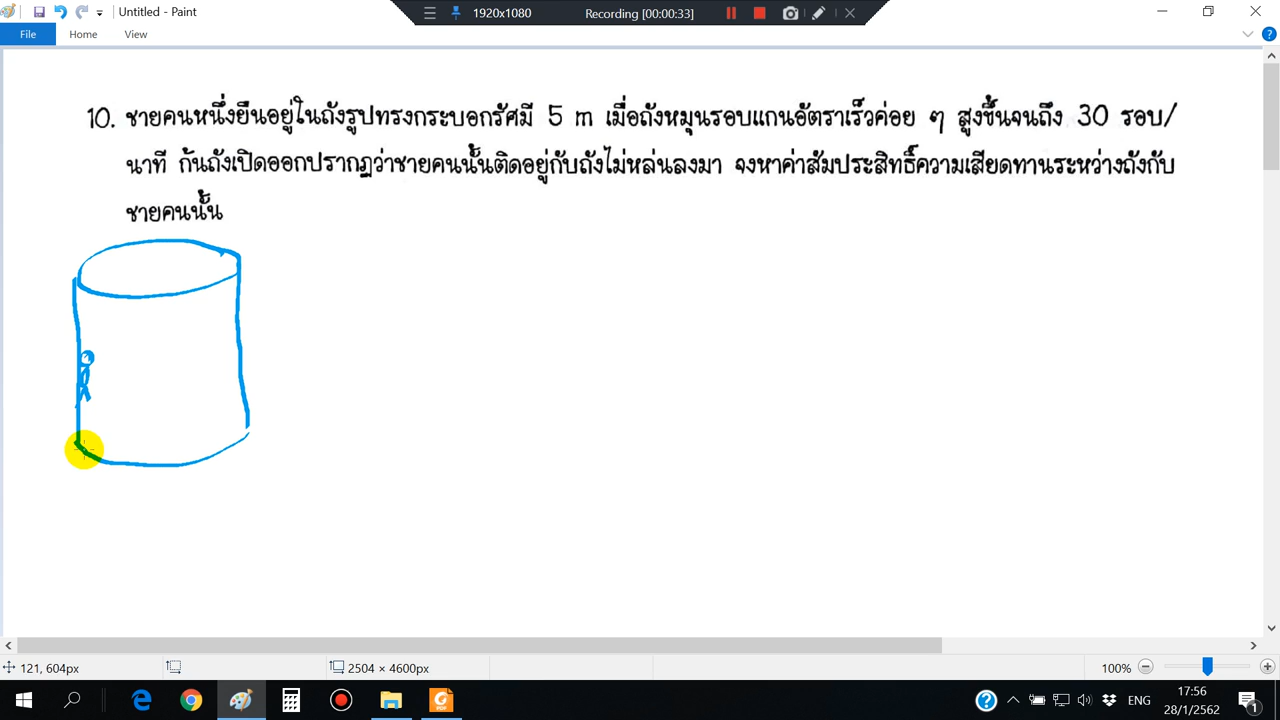 Untitled - Paint
1920x1080
Recording [00:00:33]
File
Home
View
10. ชายคนหนึ่งยืนอยู่ในถังรูปทรงกระบอกรัศมี 5 m เมื่อถังหมุนรอบแกนอัตราเร็วค่อย ๆ สูงขึ้นจนถึง 30 รอบ/
นาที ก้นถังเปิดออกปรากฏว่าชายคนนั้นติดอยู่กับถังไม่หล่นลงมา จงหาค่าสัมประสิทธิ์ความเสียดทานระหว่างถังกับ
ชายคนนั้น
121, 604px
2504 × 4600px
100%
ENG
17:56
28/1/2562
1